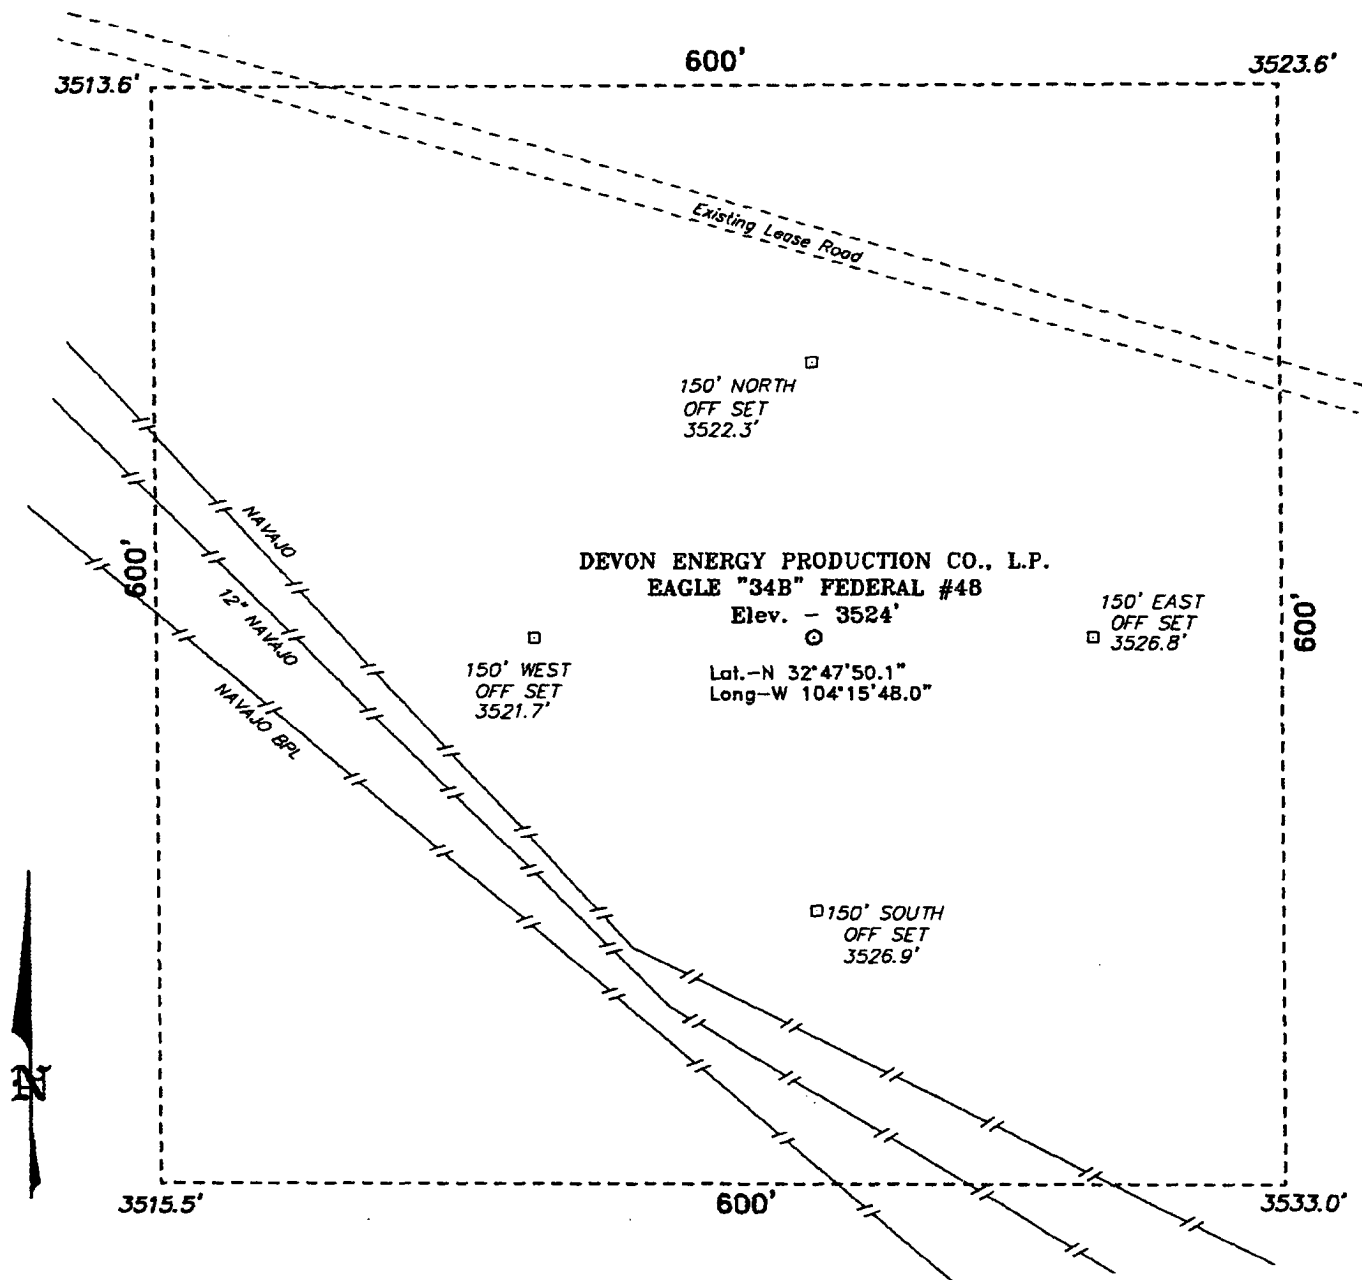 600'
3513.6'
3523.6'
Existing Lease Road
150' NORTH
OFF SET
3522.3'
NAVAJO
600'
12" NAVAJO
NAVAJO BPL
DEVON ENERGY PRODUCTION CO., L.P.
EAGLE "34B" FEDERAL #48
Elev. - 3524'
Lat.-N 32°47'50.1"
Long-W 104°15'48.0"
150' WEST
OFF SET
3521.7'
150' EAST
OFF SET
3526.8'
600'
150' SOUTH
OFF SET
3526.9'
N
3515.5'
600'
3533.0'